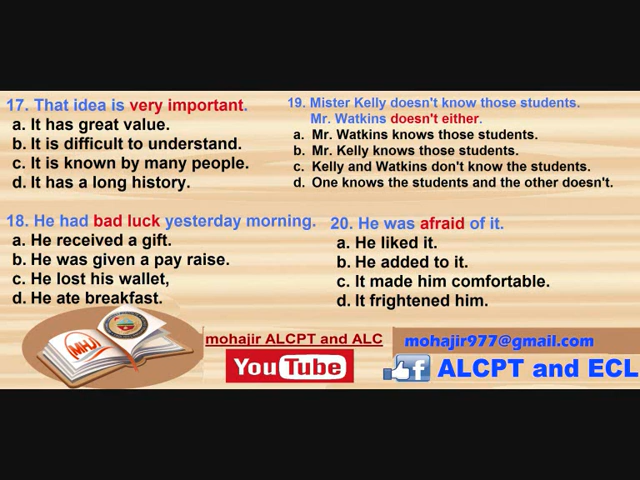 17. That idea is very important.
a. It has great value.
b. It is difficult to understand.
c. It is known by many people.
d. It has a long history.
18. He had bad luck yesterday morning.
a. He received a gift.
b. He was given a pay raise.
c. He lost his wallet,
d. He ate breakfast.
19. Mister Kelly doesn't know those students.
Mr. Watkins doesn't either.
a. Mr. Watkins knows those students.
b. Mr. Kelly knows those students.
c. Kelly and Watkins don't know the students.
d. One knows the students and the other doesn't.
20. He was afraid of it.
a. He liked it.
b. He added to it.
c. It made him comfortable.
d. It frightened him.
MHJ
mohajir ALCPT and ALC
YouTube
mohajir977@gmail.com
f ALCPT and ECL